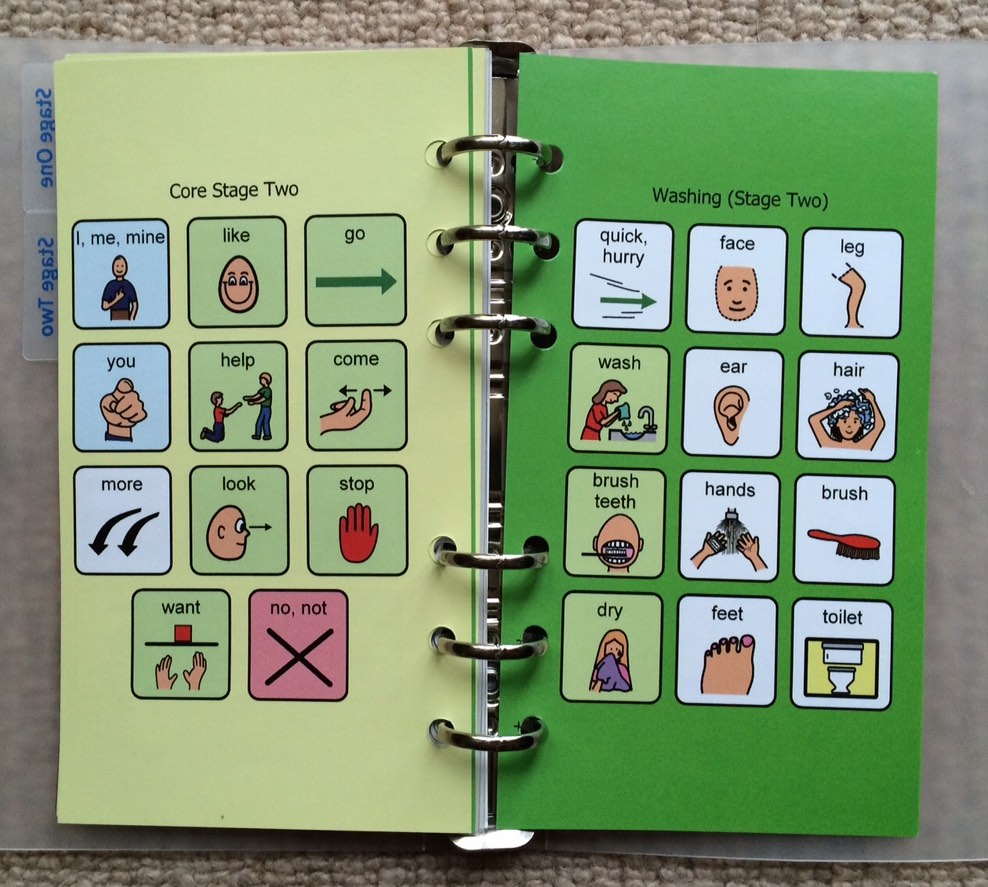 Stage One
Stage Two
Core Stage Two
I, me, mine
like
go
you
help
come
more
look
stop
want
no, not
Washing (Stage Two)
quick,
hurry
face
leg
wash
ear
hair
brush
teeth
hands
brush
dry
feet
toilet